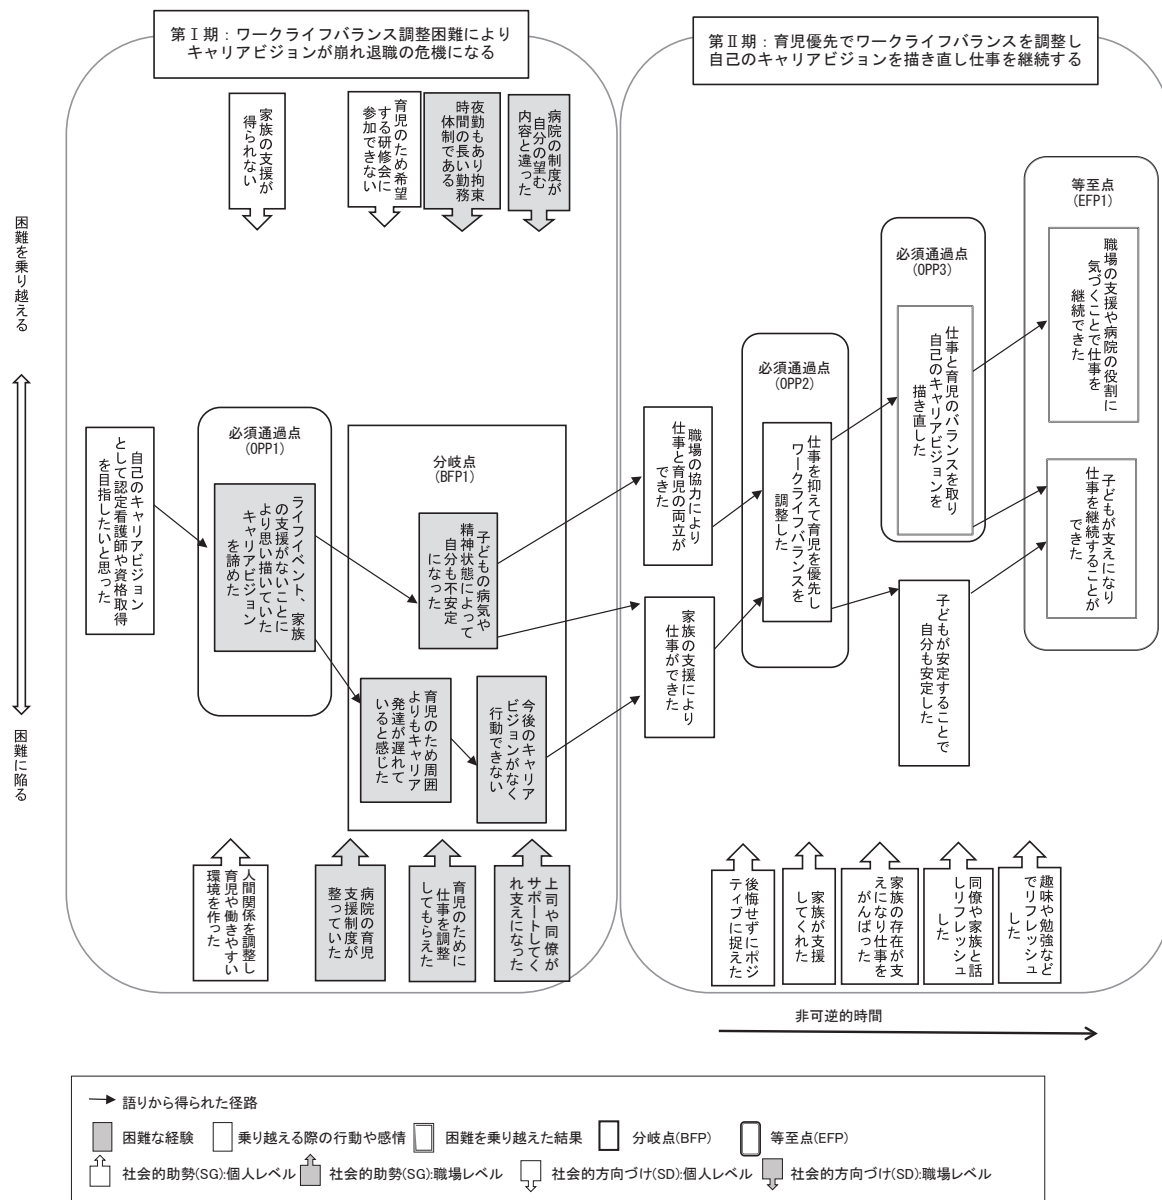 第Ⅰ期：ワークライフバランス調整困難により
キャリアビジョンが崩れ退職の危機になる
第Ⅱ期：育児優先でワークライフバランスを調整し
自己のキャリアビジョンを描き直し仕事を継続する
家族の支援が
得られない
育児のため希望
する研修会に
参加できない
夜勤もあり拘束
時間の長い勤務
体制である
病院の制度が
自分の望む
内容と違った
困難を乗り越える
困難に陥る
自己のキャリアビジョン
として認定看護師や資格取得
を目指したいと思った
必須通過点
(OPP1)
ライフイベント、家族
の支援がないことに
より思い描いていた
キャリアビジョン
を諦めた
分岐点
(BFP1)
子どもの病気や
精神状態によって
自分も不安定
になった
育児のため周囲
よりもキャリア
発達が遅れて
いると感じた
今後のキャリア
ビジョンがなく
行動できない
職場の協力により
仕事と育児の両立が
できた
家族の支援により
仕事ができた
必須通過点
(OPP2)
仕事を抑えて育児を優先し
ワークライフバランスを
調整した
必須通過点
(OPP3)
仕事と育児のバランスを取り
自己のキャリアビジョンを
描き直した
子どもが安定することで
自分も安定した
等至点
(EFP1)
職場の支援や病院の役割に
気づくことで仕事を
継続できた
子どもが支えになり
仕事を継続することが
できた
人間関係を調整し
育児や働きやすい
環境を作った
病院の育児
支援制度が
整っていた
育児のために
仕事を調整
してもらえた
上司や同僚が
サポートしてく
れ支えになった
後悔せずにポジ
ティブに捉えた
家族が支援
してくれた
家族の存在が支
えになり仕事を
がんばった
同僚や家族と話
しリフレッシュ
した
趣味や勉強など
でリフレッシュ
した
非可逆的時間
語りから得られた径路
困難な経験 乗り越える際の行動や感情 困難を乗り越えた結果 分岐点(BFP) 等至点(EFP)
社会的助勢(SG):個人レベル 社会的助勢(SG):職場レベル 社会的方向づけ(SD):個人レベル 社会的方向づけ(SD):職場レベル